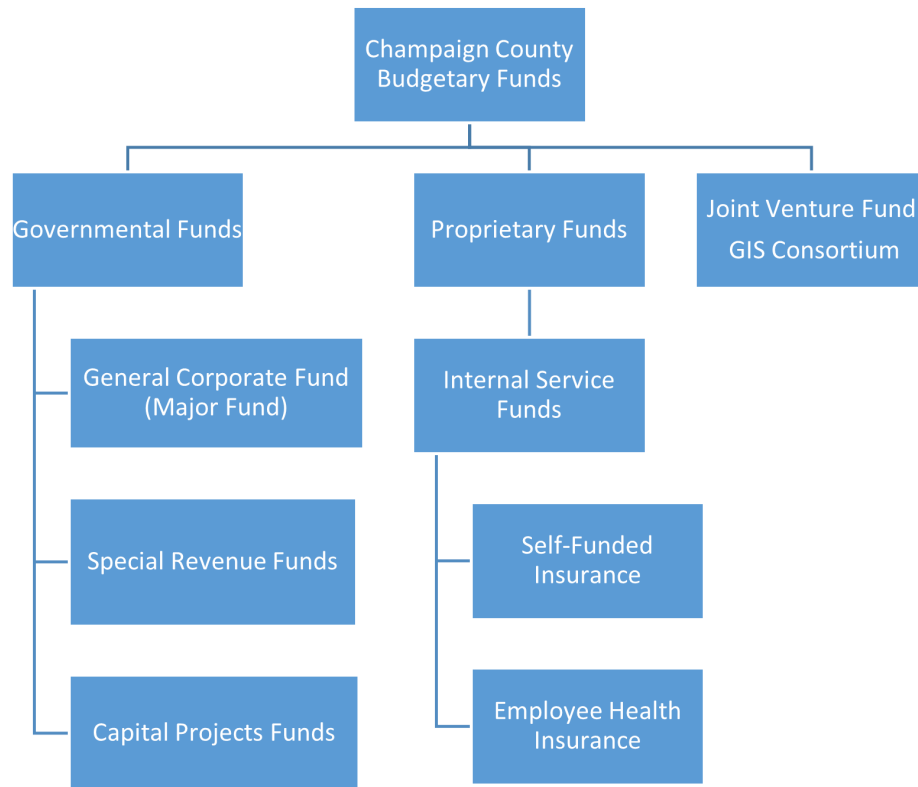 Champaign County
Budgetary Funds
Governmental Funds
Proprietary Funds
Joint Venture Fund
GIS Consortium
General Corporate Fund
(Major Fund)
Internal Service
Funds
Special Revenue Funds
Self-Funded
Insurance
Capital Projects Funds
Employee Health
Insurance